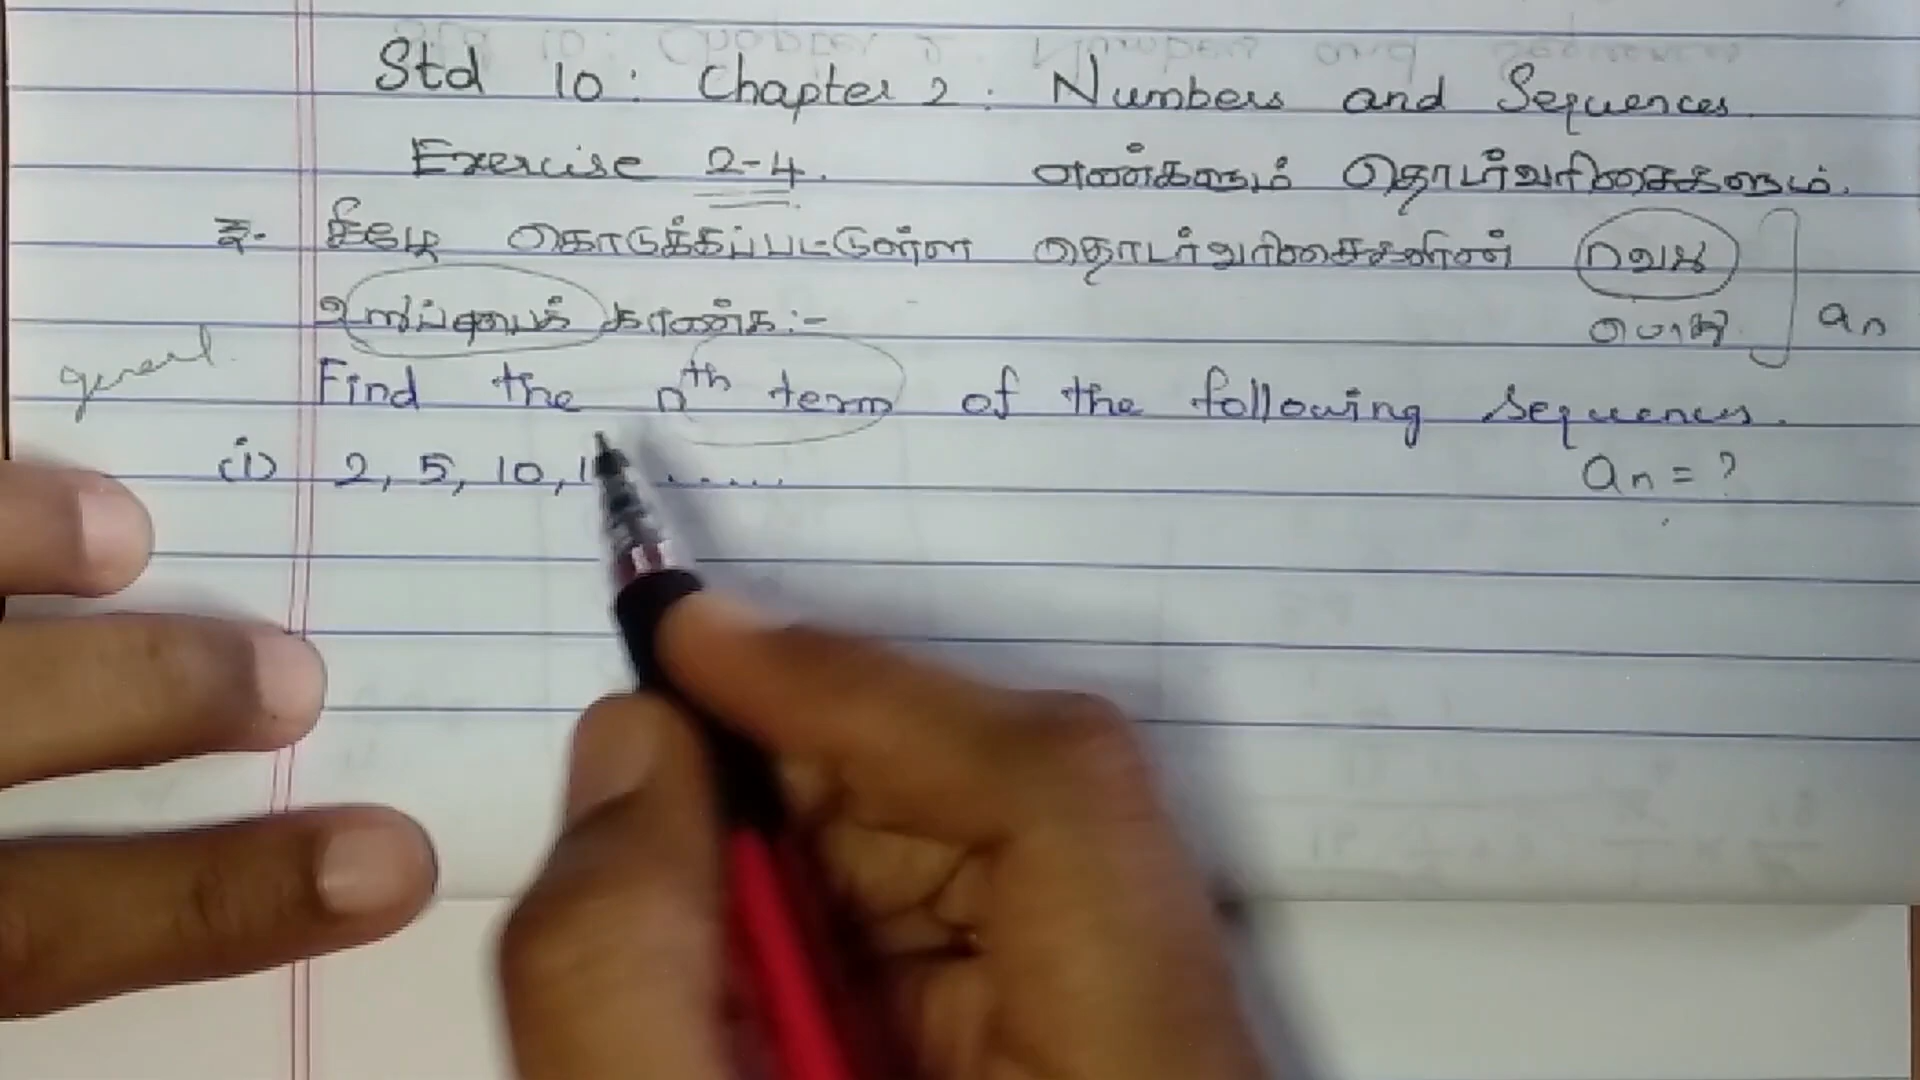 Std 10: Chapter 2. Numbers and Sequences
Exercise 2-4. எண்களும் தொடர்வரிசைகளும்.
கீழே கொடுக்கப்பட்டுள்ள தொடர்வரிசைகளின் nவது
உறுப்பைக் காண்க:-
பொது
an
general
Find the nth term of the following sequences.
(i) 2, 5, 10, ...... an = ?